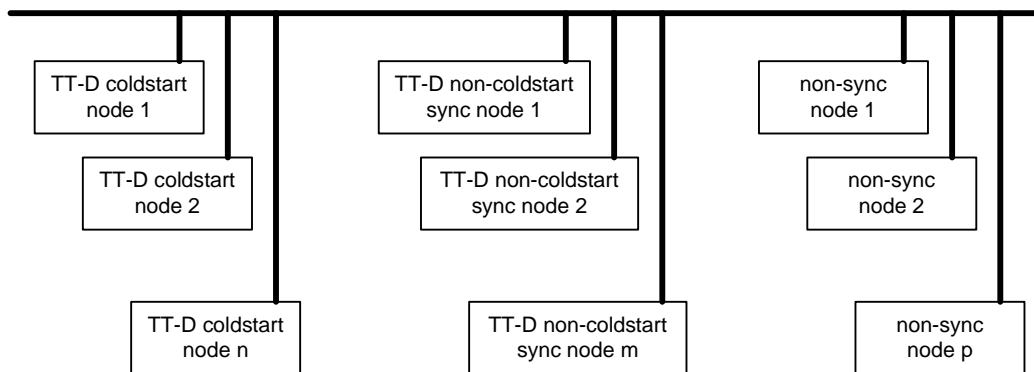 TT-D coldstart
node 1
TT-D non-coldstart
sync node 1
non-sync
node 1
TT-D coldstart
node 2
TT-D non-coldstart
sync node 2
non-sync
node 2
TT-D coldstart
node n
TT-D non-coldstart
sync node m
non-sync
node p